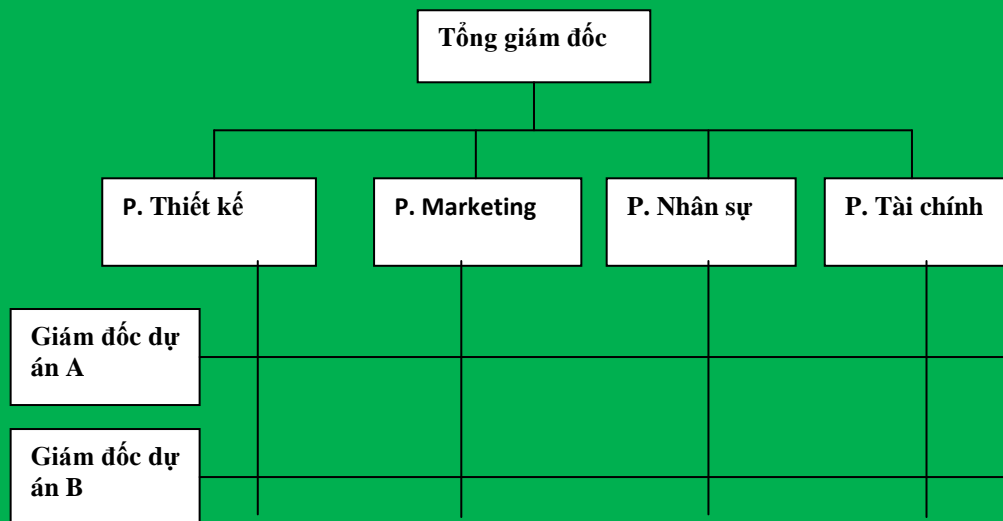 Tổng giám đốc
P. Thiết kế
P. Marketing
P. Nhân sự
P. Tài chính
Giám đốc dự
án A
Giám đốc dự
án B